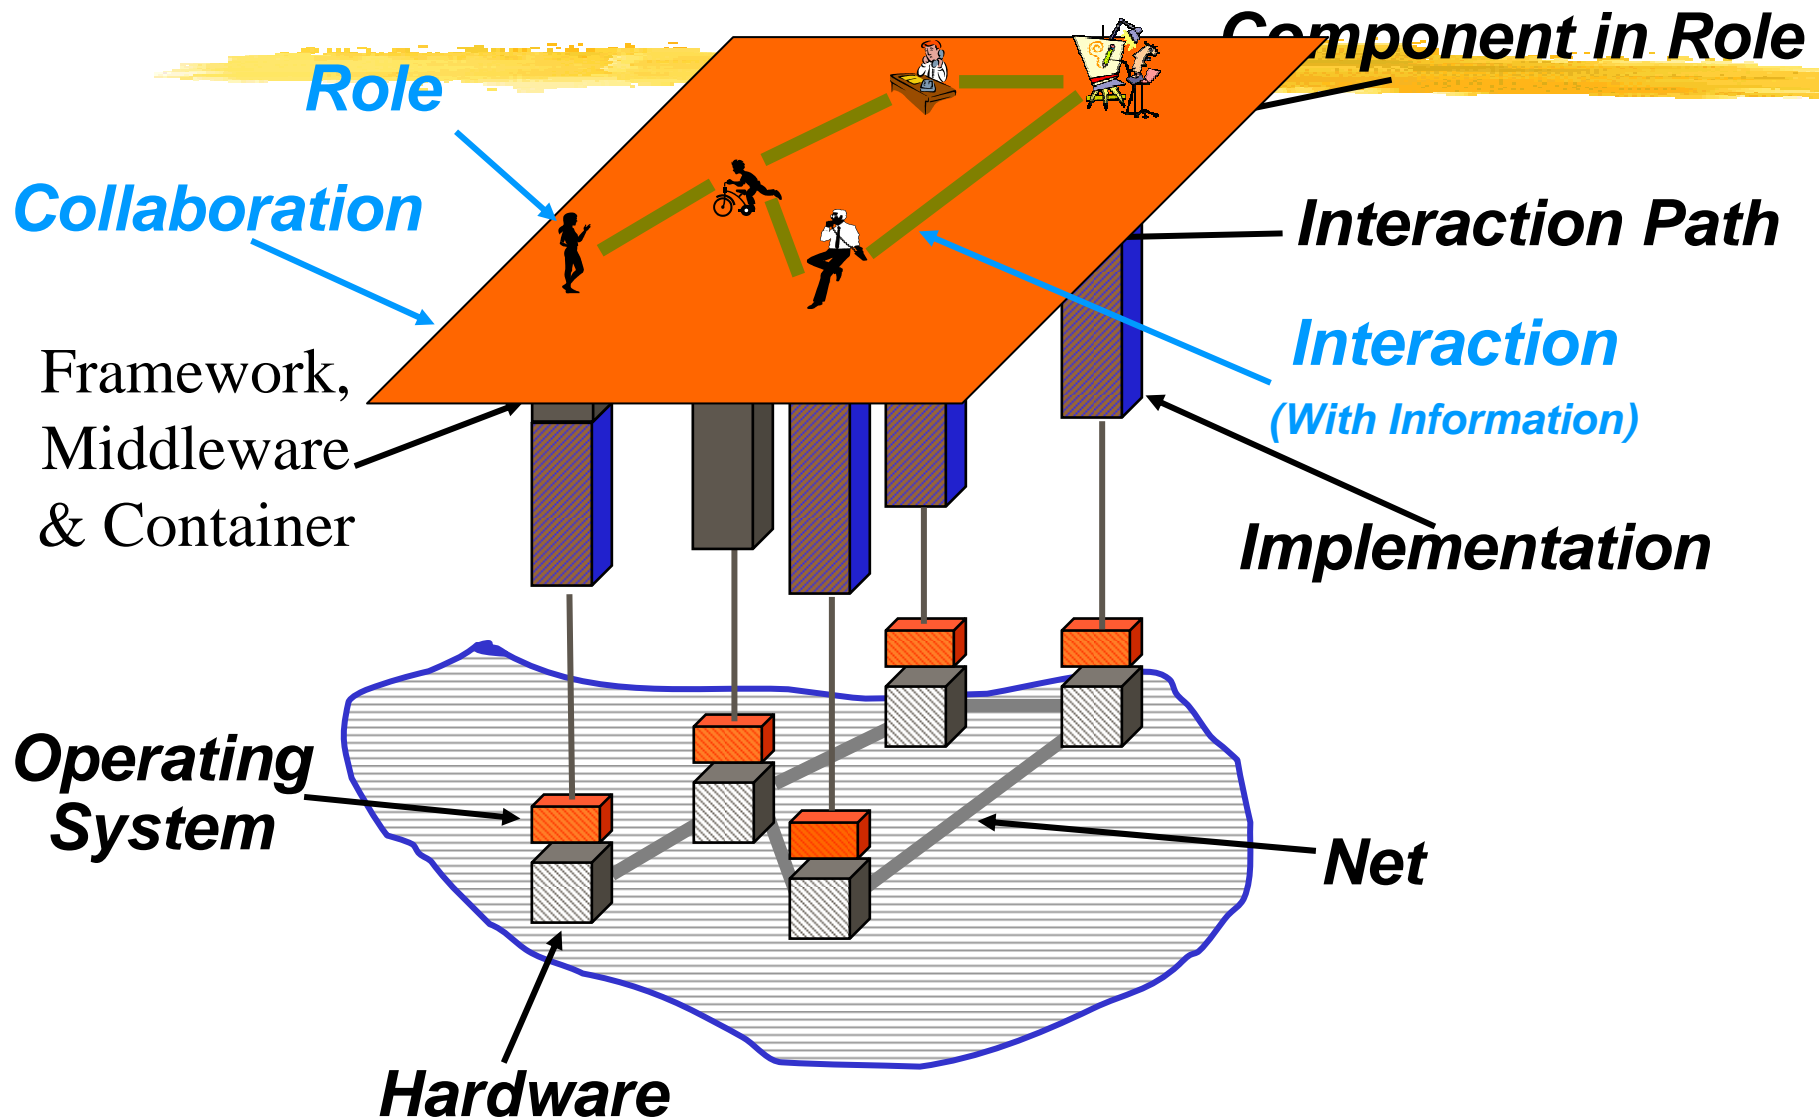 Component in Role
Role
Collaboration
Interaction Path
Interaction
(With Information)
Framework,
Middleware
& Container
Implementation
Operating
System
Net
Hardware